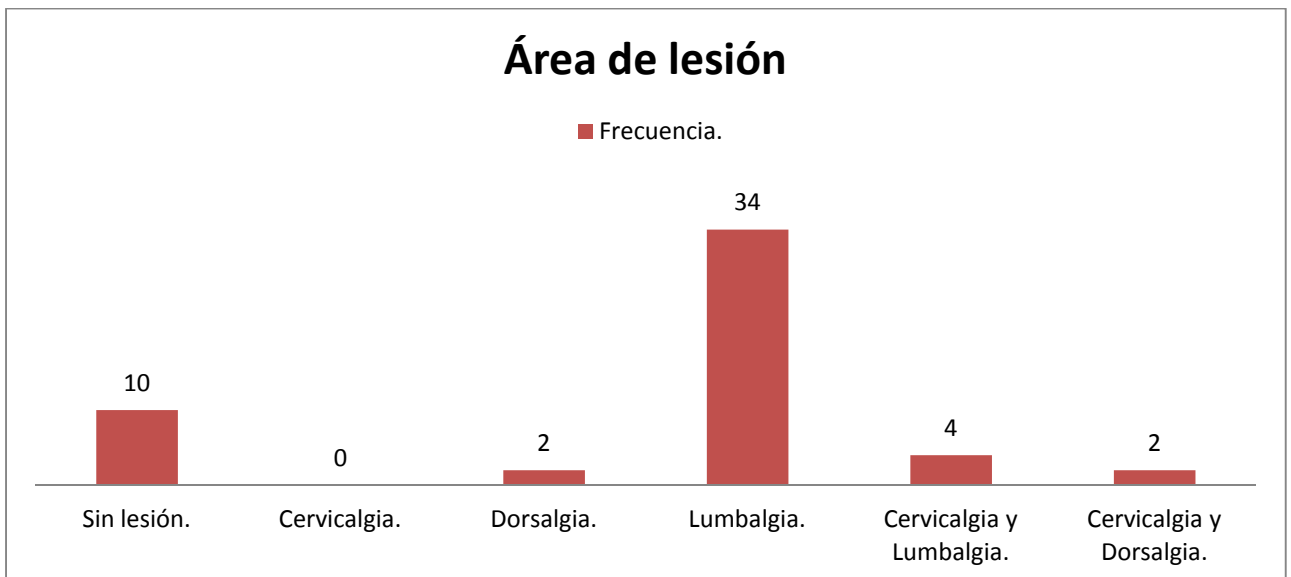 Área de lesión
Frecuencia.
34
10
4
2
2
0
Sin lesión.
Cervicalgia.
Dorsalgia.
Lumbalgia.
Cervicalgia y
Lumbalgia.
Cervicalgia y
Dorsalgia.